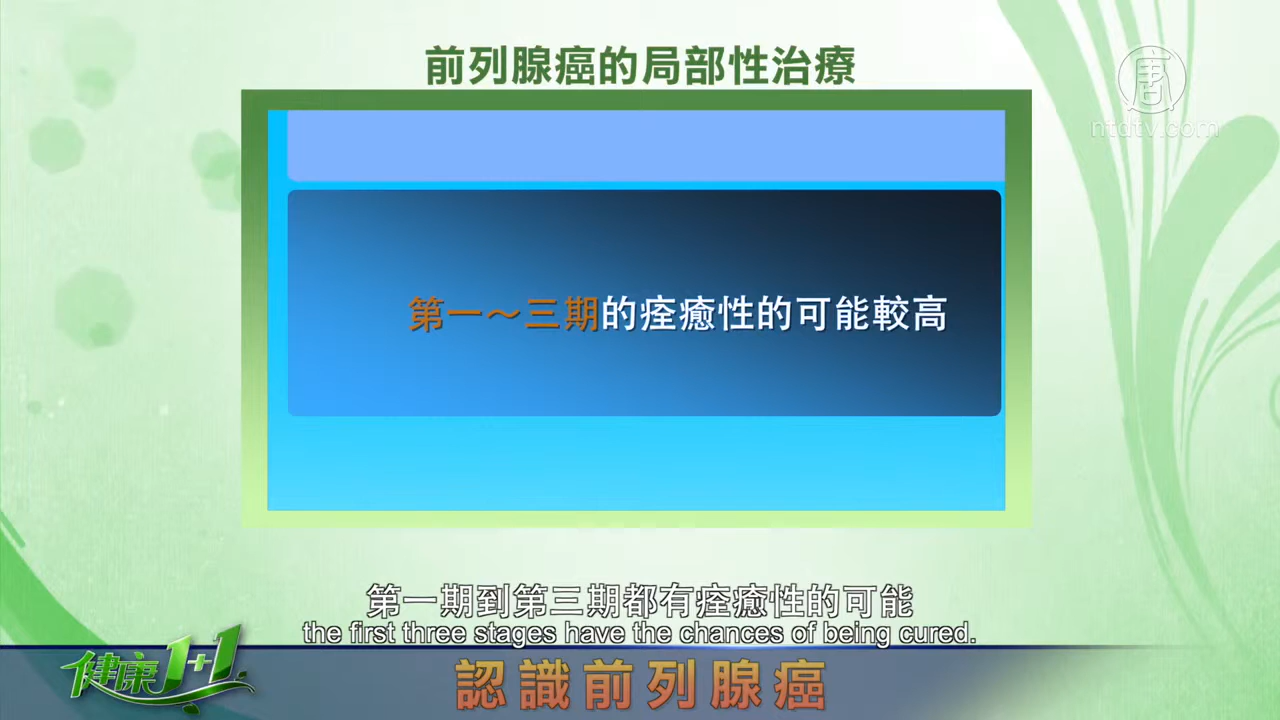 前列腺癌的局部性治療
唐
ntdtv.com
第一～三期的痊癒性的可能較高
第一期到第三期都有痊癒性的可能
the first three stages have the chances of being cured.
健康1+1
認識前列腺癌